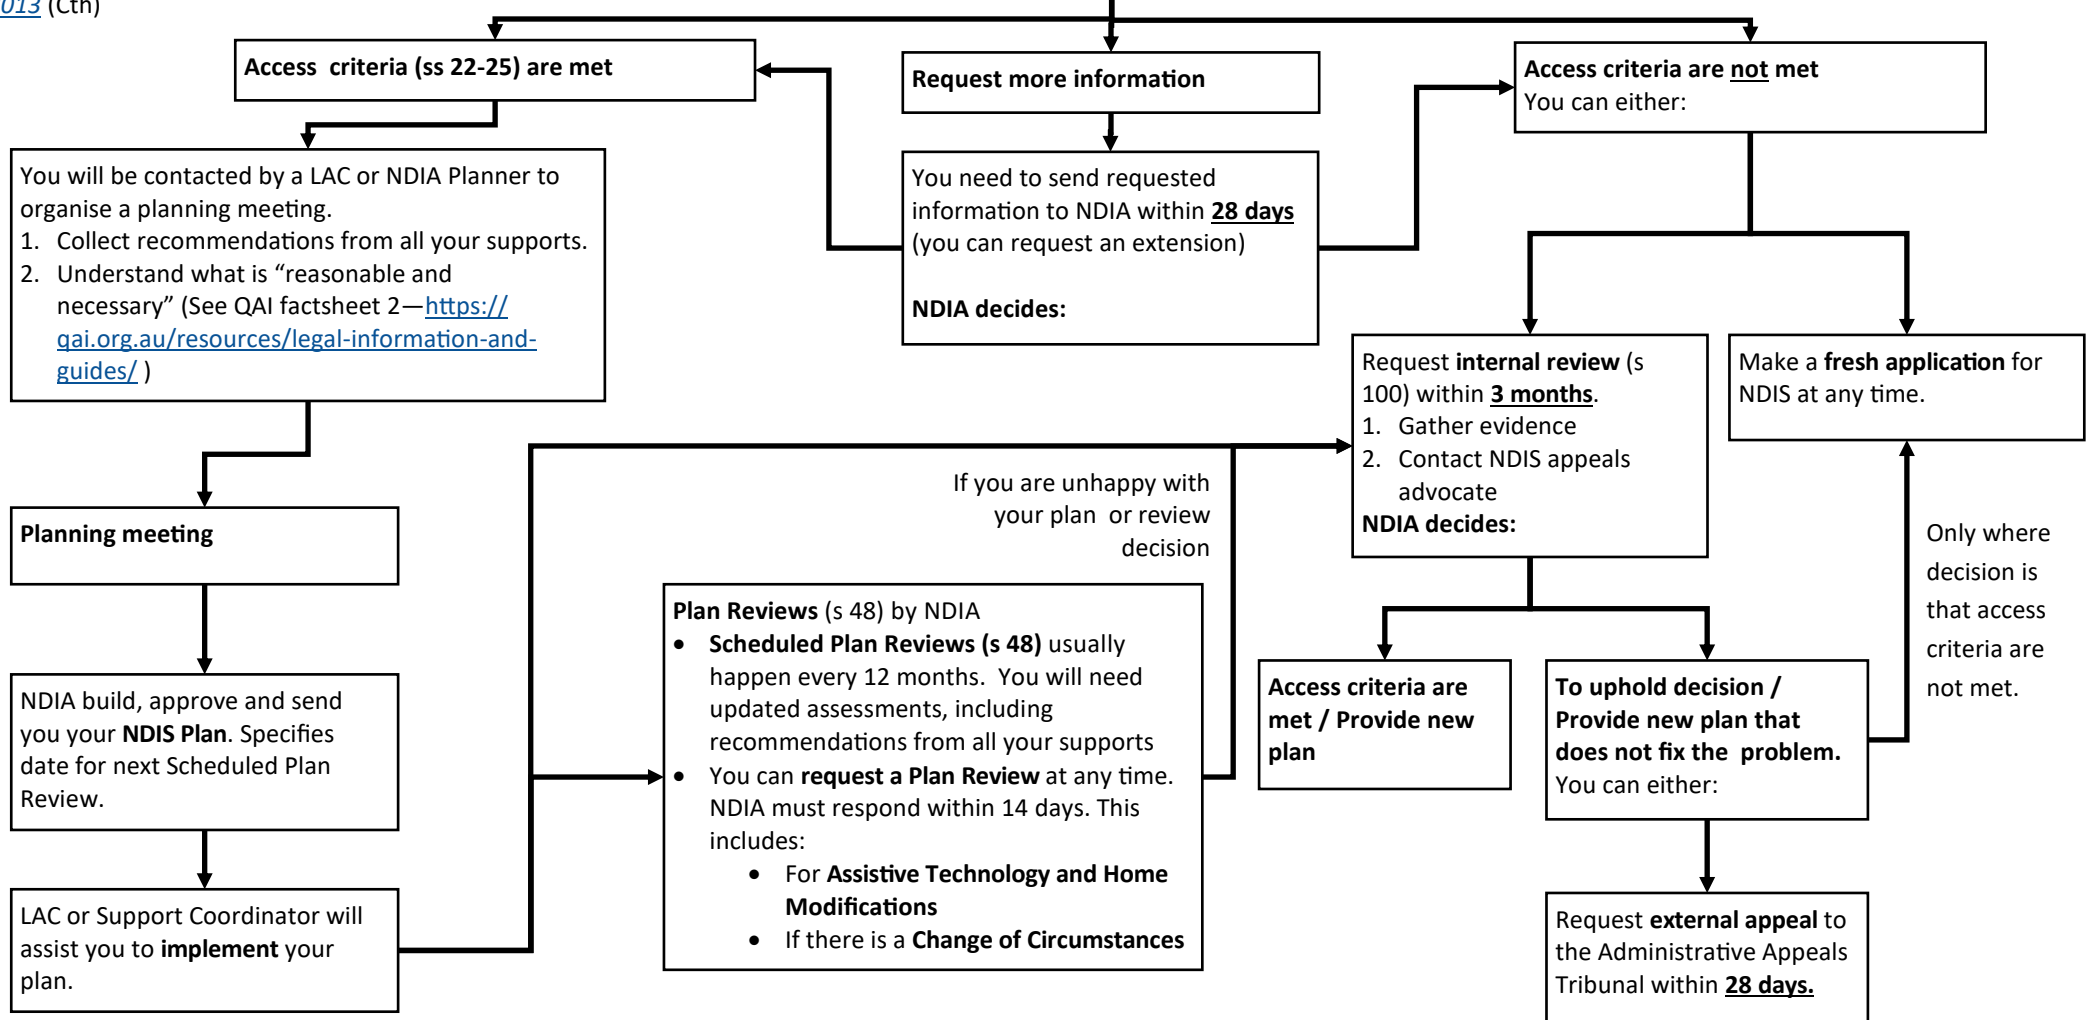 013 (Cth)
Access  criteria (ss 22-25) are met
Request more information
Access criteria are not met
You can either:
You will be contacted by a LAC or NDIA Planner to
organise a planning meeting.
1. Collect recommendations from all your supports.
2. Understand what is “reasonable and
necessary” (See QAI factsheet 2—https://
qai.org.au/resources/legal-information-and-
guides/ )
You need to send requested
information to NDIA within 28 days
(you can request an extension)
NDIA decides:
Request internal review (s
100) within 3 months.
1. Gather evidence
2. Contact NDIS appeals
advocate
NDIA decides:
Make a fresh application for
NDIS at any time.
Planning meeting
If you are unhappy with
your plan  or review
decision
Only where
decision is
that access
criteria are
not met.
NDIA build, approve and send
you your NDIS Plan. Specifies
date for next Scheduled Plan
Review.
Plan Reviews (s 48) by NDIA
• Scheduled Plan Reviews (s 48) usually
happen every 12 months.  You will need
updated assessments, including
recommendations from all your supports
• You can request a Plan Review at any time.
NDIA must respond within 14 days. This
includes:
• For Assistive Technology and Home
Modifications
• If there is a Change of Circumstances
Access criteria are
met / Provide new
plan
To uphold decision /
Provide new plan that
does not fix the  problem.
You can either:
LAC or Support Coordinator will
assist you to implement your
plan.
Request external appeal to
the Administrative Appeals
Tribunal within 28 days.